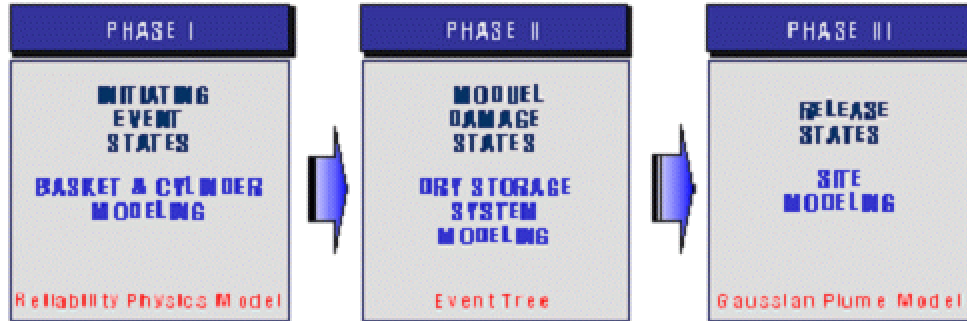 PHASE I
INITIATING
EVENT
STATES
BASKET & CYLINDER
MODELING
Reliability Physics Model
PHASE II
MODUEL
DAMAGE
STATES
DRY STORAGE
SYSTEM
MODELING
Event Tree
PHASE III
RELEASE
STATES
SITE
MODELING
Gaussian Plume Model